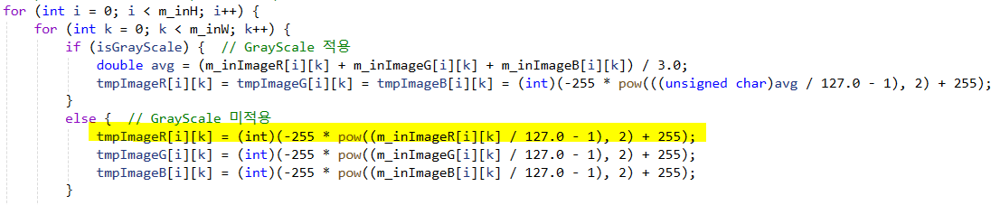 for (int i = 0; i < m_inH; i++) {
    for (int k = 0; k < m_inW; k++) {
        if (isGrayScale) {  // GrayScale 적용
            double avg = (m_inImageR[i][k] + m_inImageG[i][k] + m_inImageB[i][k]) / 3.0;
            tmpImageR[i][k] = tmpImageG[i][k] = tmpImageB[i][k] = (int)(-255 * pow(((unsigned char)avg / 127.0 - 1), 2) + 255);
        }
        else {  // GrayScale 미적용
            tmpImageR[i][k] = (int)(-255 * pow((m_inImageR[i][k] / 127.0 - 1), 2) + 255);
            tmpImageG[i][k] = (int)(-255 * pow((m_inImageG[i][k] / 127.0 - 1), 2) + 255);
            tmpImageB[i][k] = (int)(-255 * pow((m_inImageB[i][k] / 127.0 - 1), 2) + 255);
        }